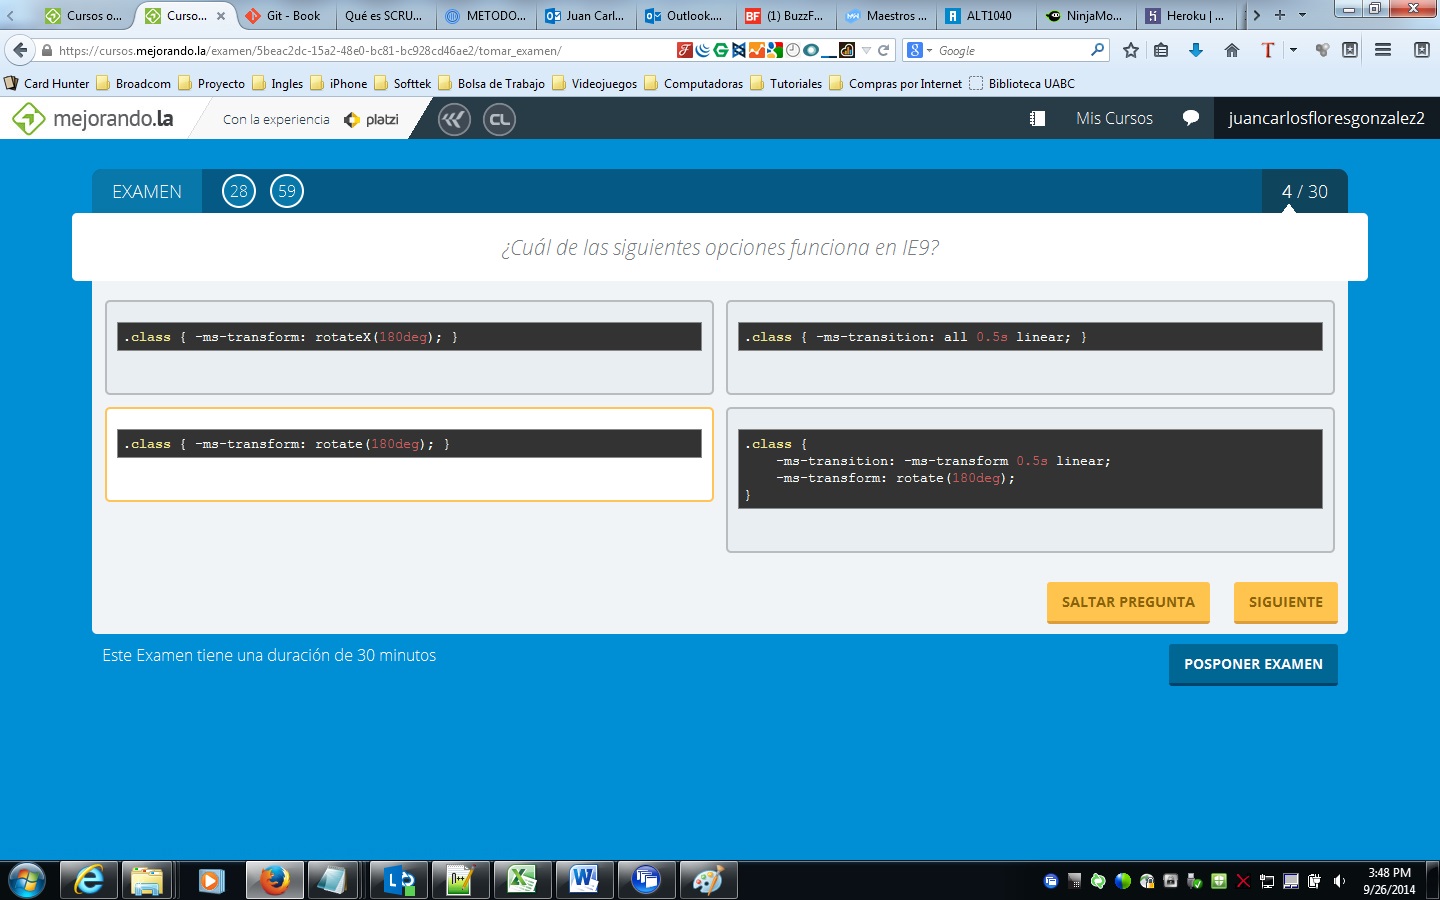 Cursos o...
Curso...
Git - Book
Qué es SCRU...
METODO...
Juan Carl...
Outlook....
BF
(1) BuzzF...
Maestros ...
ALT1040
NinjaMo...
Heroku | ...
https://cursos.mejorando.la/examen/5beac2dc-15a2-48e0-bc81-bc928cd46ae2/tomar_examen/
Google
Card Hunter
Broadcom
Proyecto
Ingles
iPhone
Softtek
Bolsa de Trabajo
Videojuegos
Computadoras
Tutoriales
Compras por Internet
Biblioteca UABC
mejorando.la
Con la experiencia
platzi
CL
Mis Cursos
juancarlosfloresgonzalez2
EXAMEN
28
59
4 / 30
¿Cuál de las siguientes opciones funciona en IE9?
.class { -ms-transform: rotateX(180deg); }
.class { -ms-transition: all 0.5s linear; }
.class { -ms-transform: rotate(180deg); }
.class {
-ms-transition: -ms-transform 0.5s linear;
-ms-transform: rotate(180deg);
}
SALTAR PREGUNTA
SIGUIENTE
Este Examen tiene una duración de 30 minutos
POSPONER EXAMEN
3:48 PM
9/26/2014